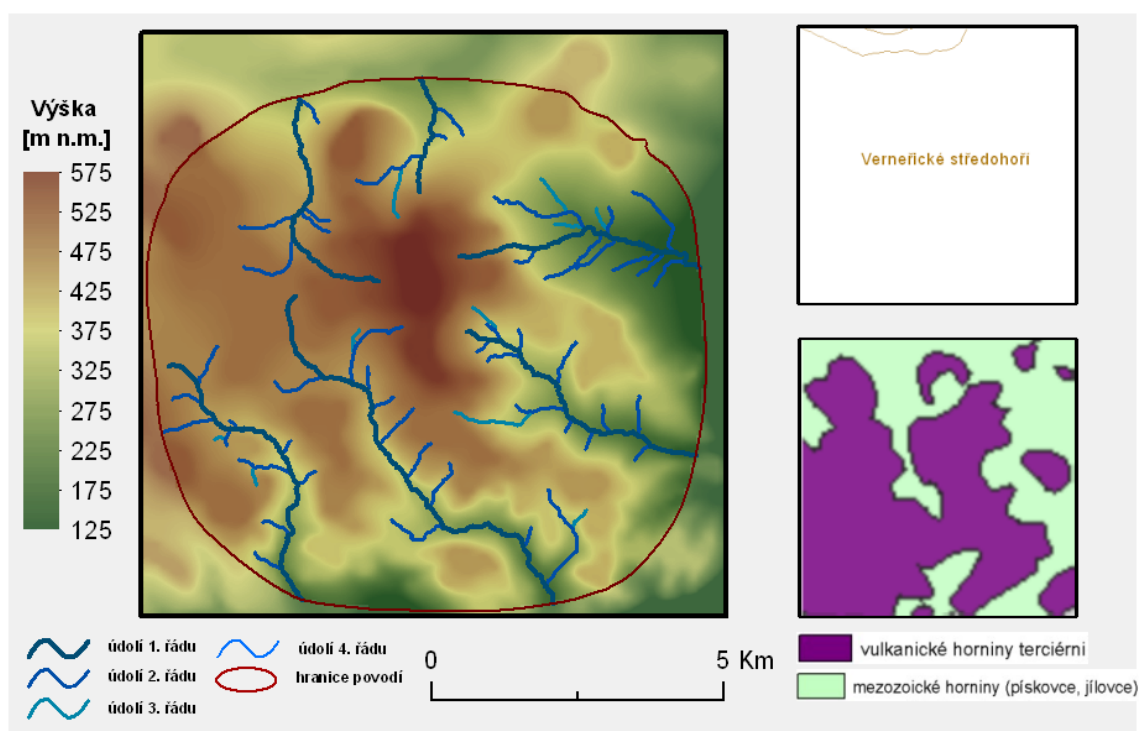 Výška
[m n.m.]
575
525
475
425
375
325
275
225
175
125
Verneřické středohoří
údolí 1. řádu
údolí 2. řádu
údolí 3. řádu
údolí 4. řádu
hranice povodí
0
5 Km
vulkanické horniny terciérni
mezozoické horniny (pískovce, jílovce)